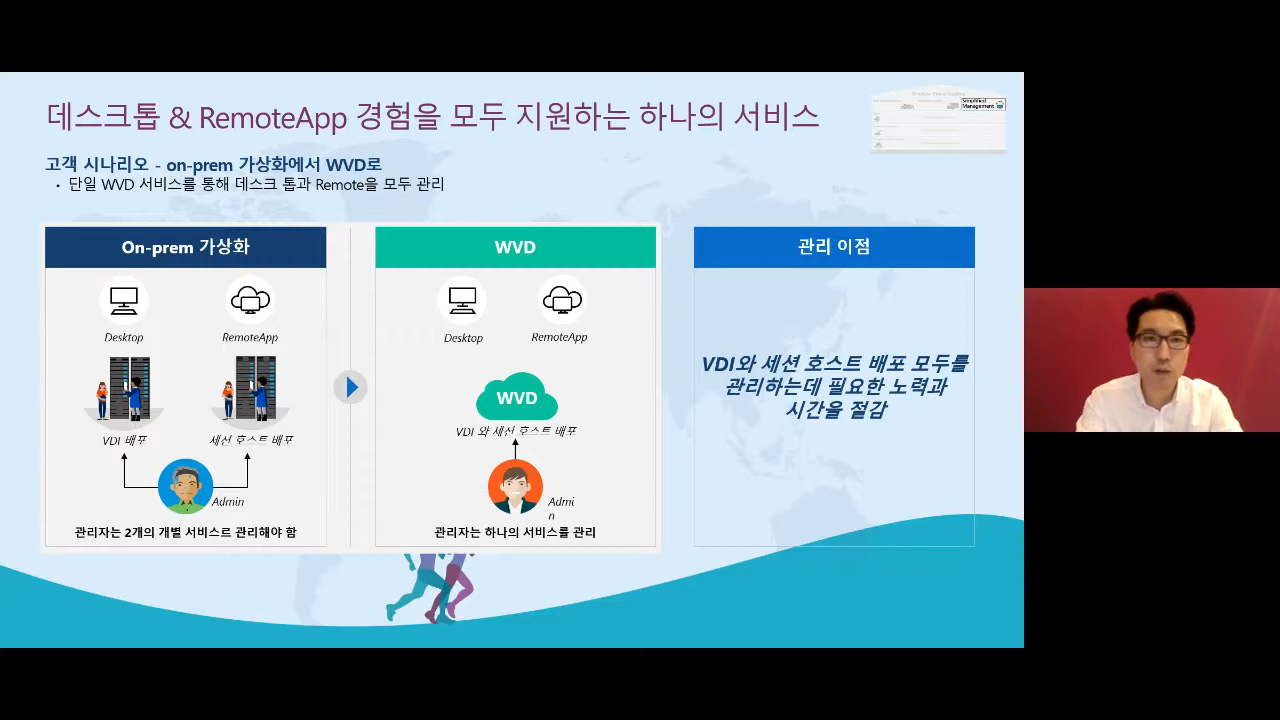 데스크톱 & RemoteApp 경험을 모두 지원하는 하나의 서비스
Simplified
Management
고객 시나리오 - on-prem 가상화에서 WVD로
• 단일 WVD 서비스를 통해 데스크 톱과 Remote을 모두 관리
On-prem 가상화
Desktop
RemoteApp
VDI 배포
세션 호스트 배포
Admin
관리자는 2개의 개별 서비스르 관리해야 함
WVD
Desktop
RemoteApp
WVD
VDI 와 세션 호스트 배포
Admi
n
관리자는 하나의 서비스를 관리
관리 이점
VDI와 세션 호스트 배포 모두를
관리하는데 필요한 노력과
시간을 절감